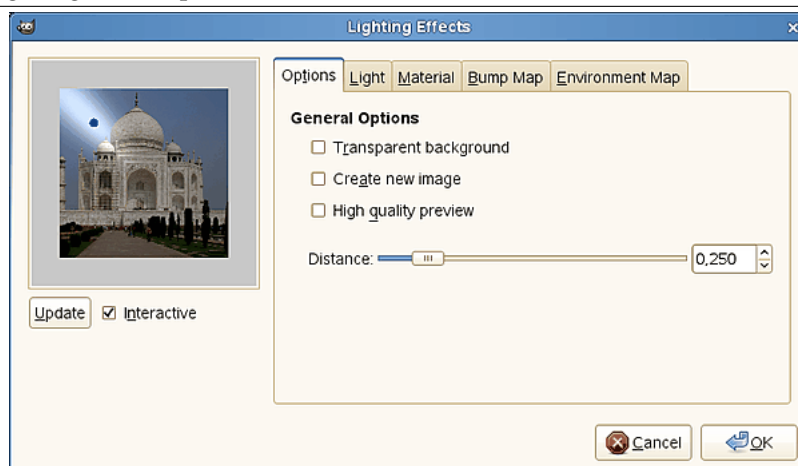 Lighting Effects
Options Light Material Bump Map Environment Map
General Options
Transparent background
Create new image
High quality preview
Distance: 0,250
Update Interactive
Cancel OK